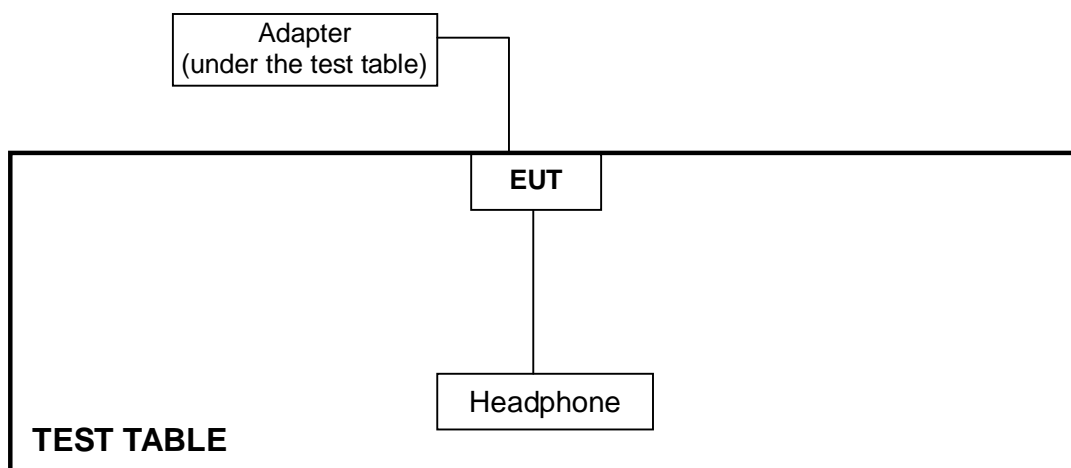 Adapter
(under the test table)
EUT
Headphone
TEST TABLE